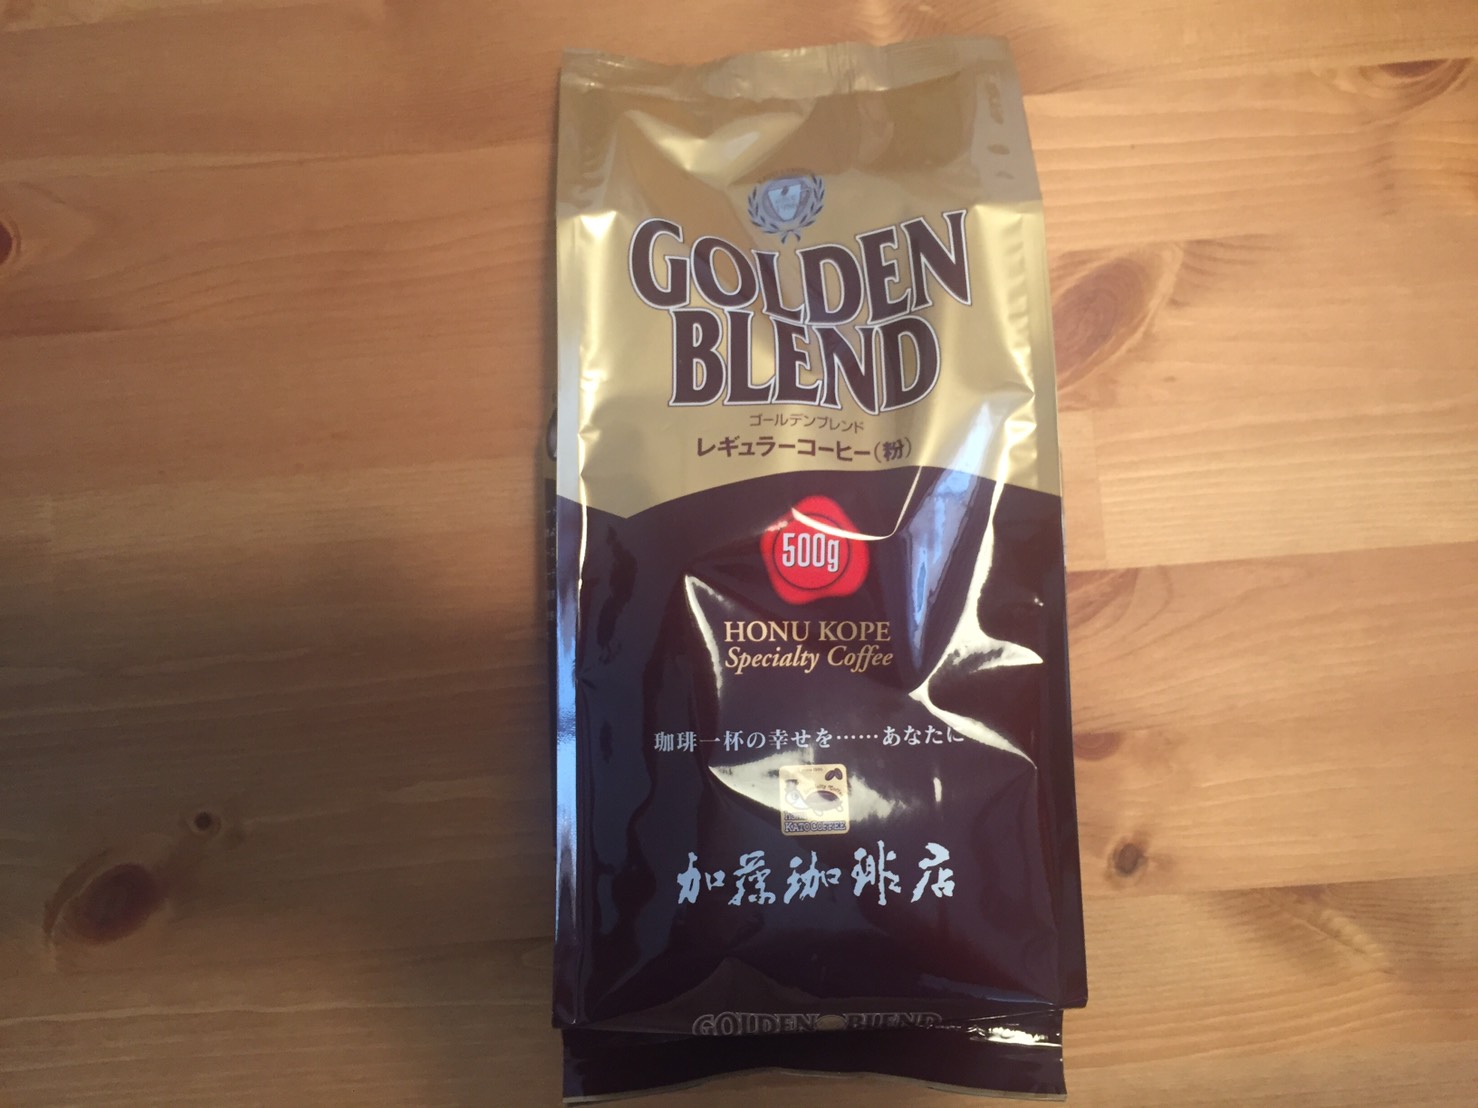 GOLDEN
BLEND
ゴールデンブレンド
レギュラーコーヒー(粉)
500g
HONU KOPE
Specialty Coffee
珈琲一杯の幸せを……あなたに
KATO COFFEE
加藤珈琲店
GOLDEN BLEND